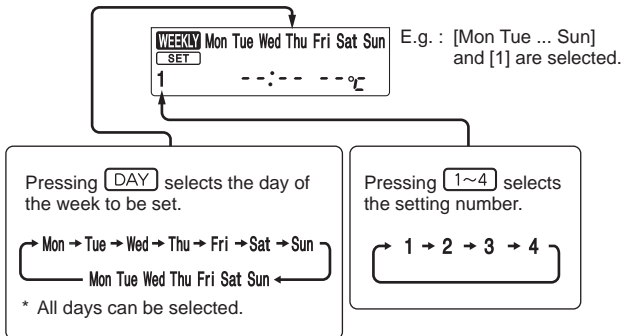 WEEKLY Mon Tue Wed Thu Fri Sat Sun
SET
1 --:-- --°C
E.g. : [Mon Tue ... Sun]
and [1] are selected.
Pressing DAY selects the day of
the week to be set.
Mon → Tue → Wed → Thu → Fri → Sat → Sun
Mon Tue Wed Thu Fri Sat Sun
* All days can be selected.
Pressing 1~4 selects
the setting number.
1 → 2 → 3 → 4